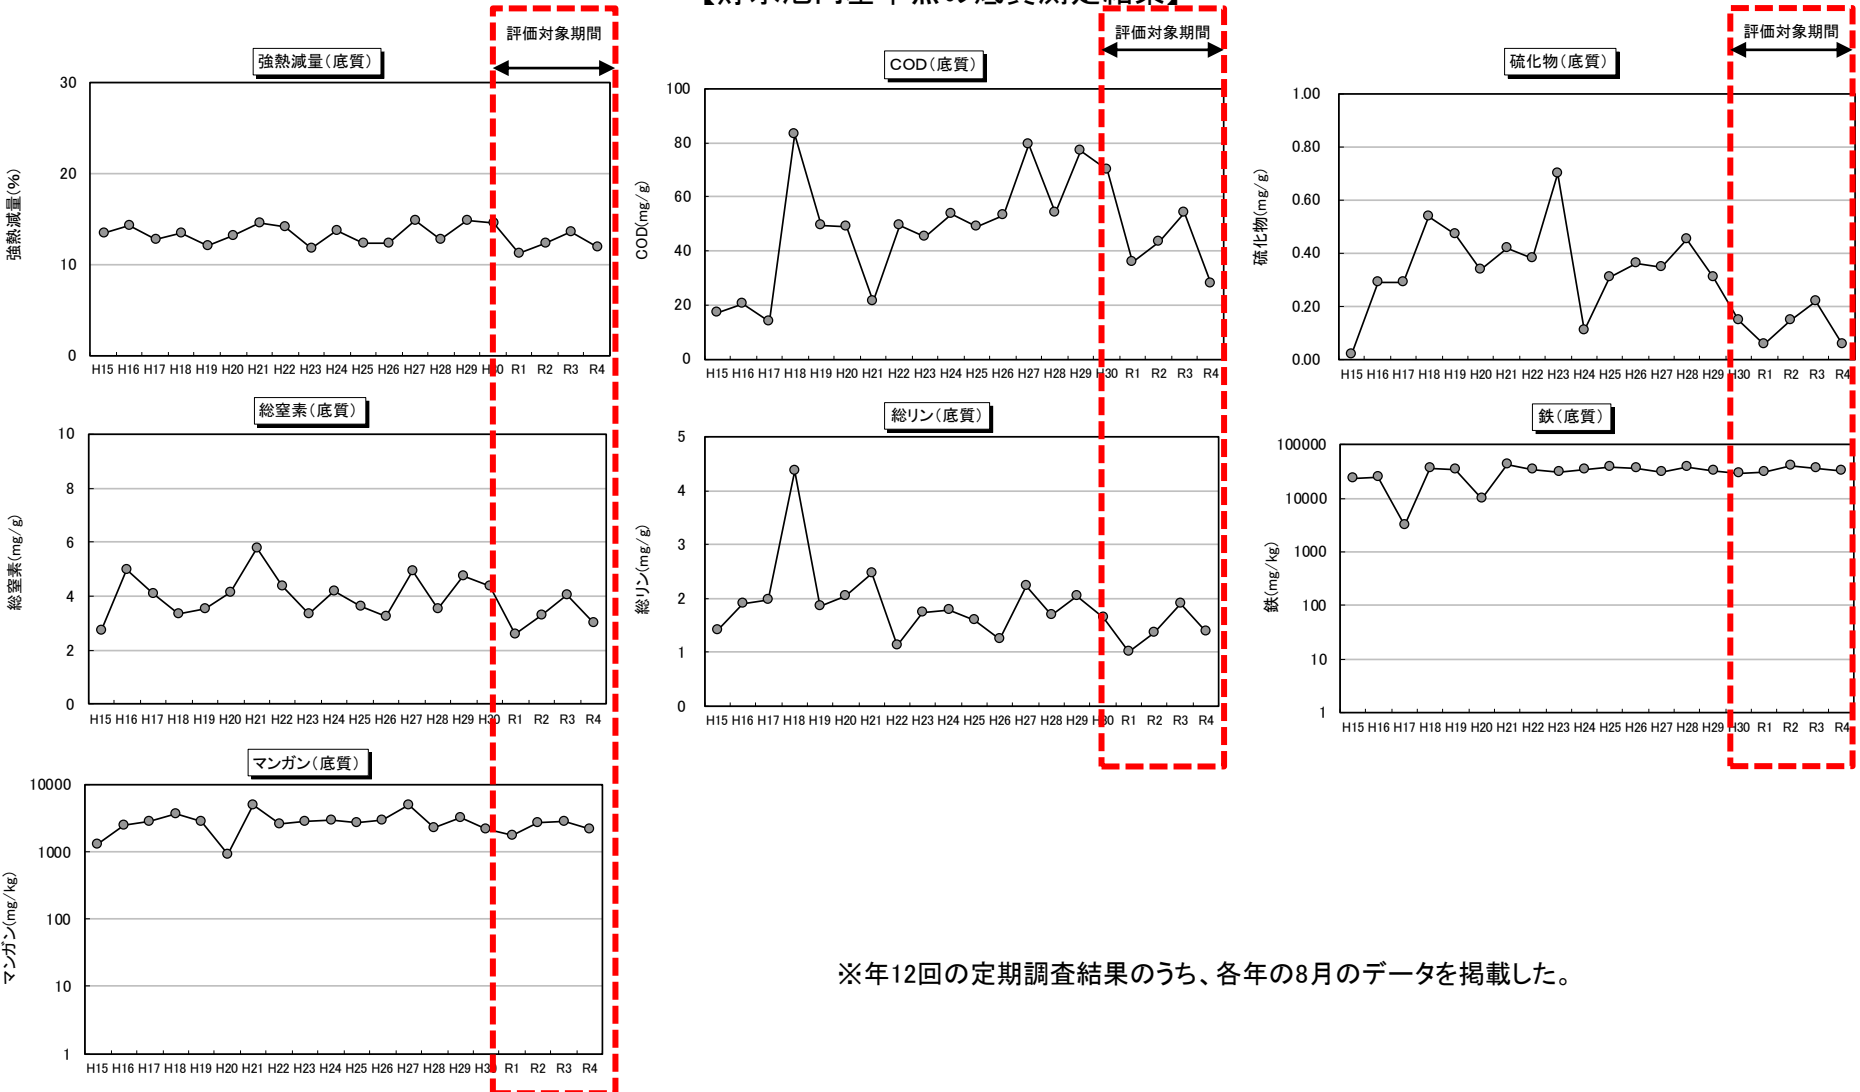 評価対象期間
評価対象期間
評価対象期間
強熱減量(底質)
強熱減量(%)
30
20
10
0
H15 H16 H17 H18 H19 H20 H21 H22 H23 H24 H25 H26 H27 H28 H29 H30 R1 R2 R3 R4
COD(底質)
COD(mg/g)
100
80
60
40
20
0
H15 H16 H17 H18 H19 H20 H21 H22 H23 H24 H25 H26 H27 H28 H29 H30 R1 R2 R3 R4
硫化物(底質)
硫化物(mg/g)
1.00
0.80
0.60
0.40
0.20
0.00
H15 H16 H17 H18 H19 H20 H21 H22 H23 H24 H25 H26 H27 H28 H29 H30 R1 R2 R3 R4
総窒素(底質)
総窒素(mg/g)
10
8
6
4
2
0
H15 H16 H17 H18 H19 H20 H21 H22 H23 H24 H25 H26 H27 H28 H29 H30 R1 R2 R3 R4
総リン(底質)
総リン(mg/g)
5
4
3
2
1
0
H15 H16 H17 H18 H19 H20 H21 H22 H23 H24 H25 H26 H27 H28 H29 H30 R1 R2 R3 R4
鉄(底質)
鉄(mg/kg)
100000
10000
1000
100
10
1
H15 H16 H17 H18 H19 H20 H21 H22 H23 H24 H25 H26 H27 H28 H29 H30 R1 R2 R3 R4
マンガン(底質)
マンガン(mg/kg)
10000
1000
100
10
1
H15 H16 H17 H18 H19 H20 H21 H22 H23 H24 H25 H26 H27 H28 H29 H30 R1 R2 R3 R4
※年12回の定期調査結果のうち、各年の8月のデータを掲載した。